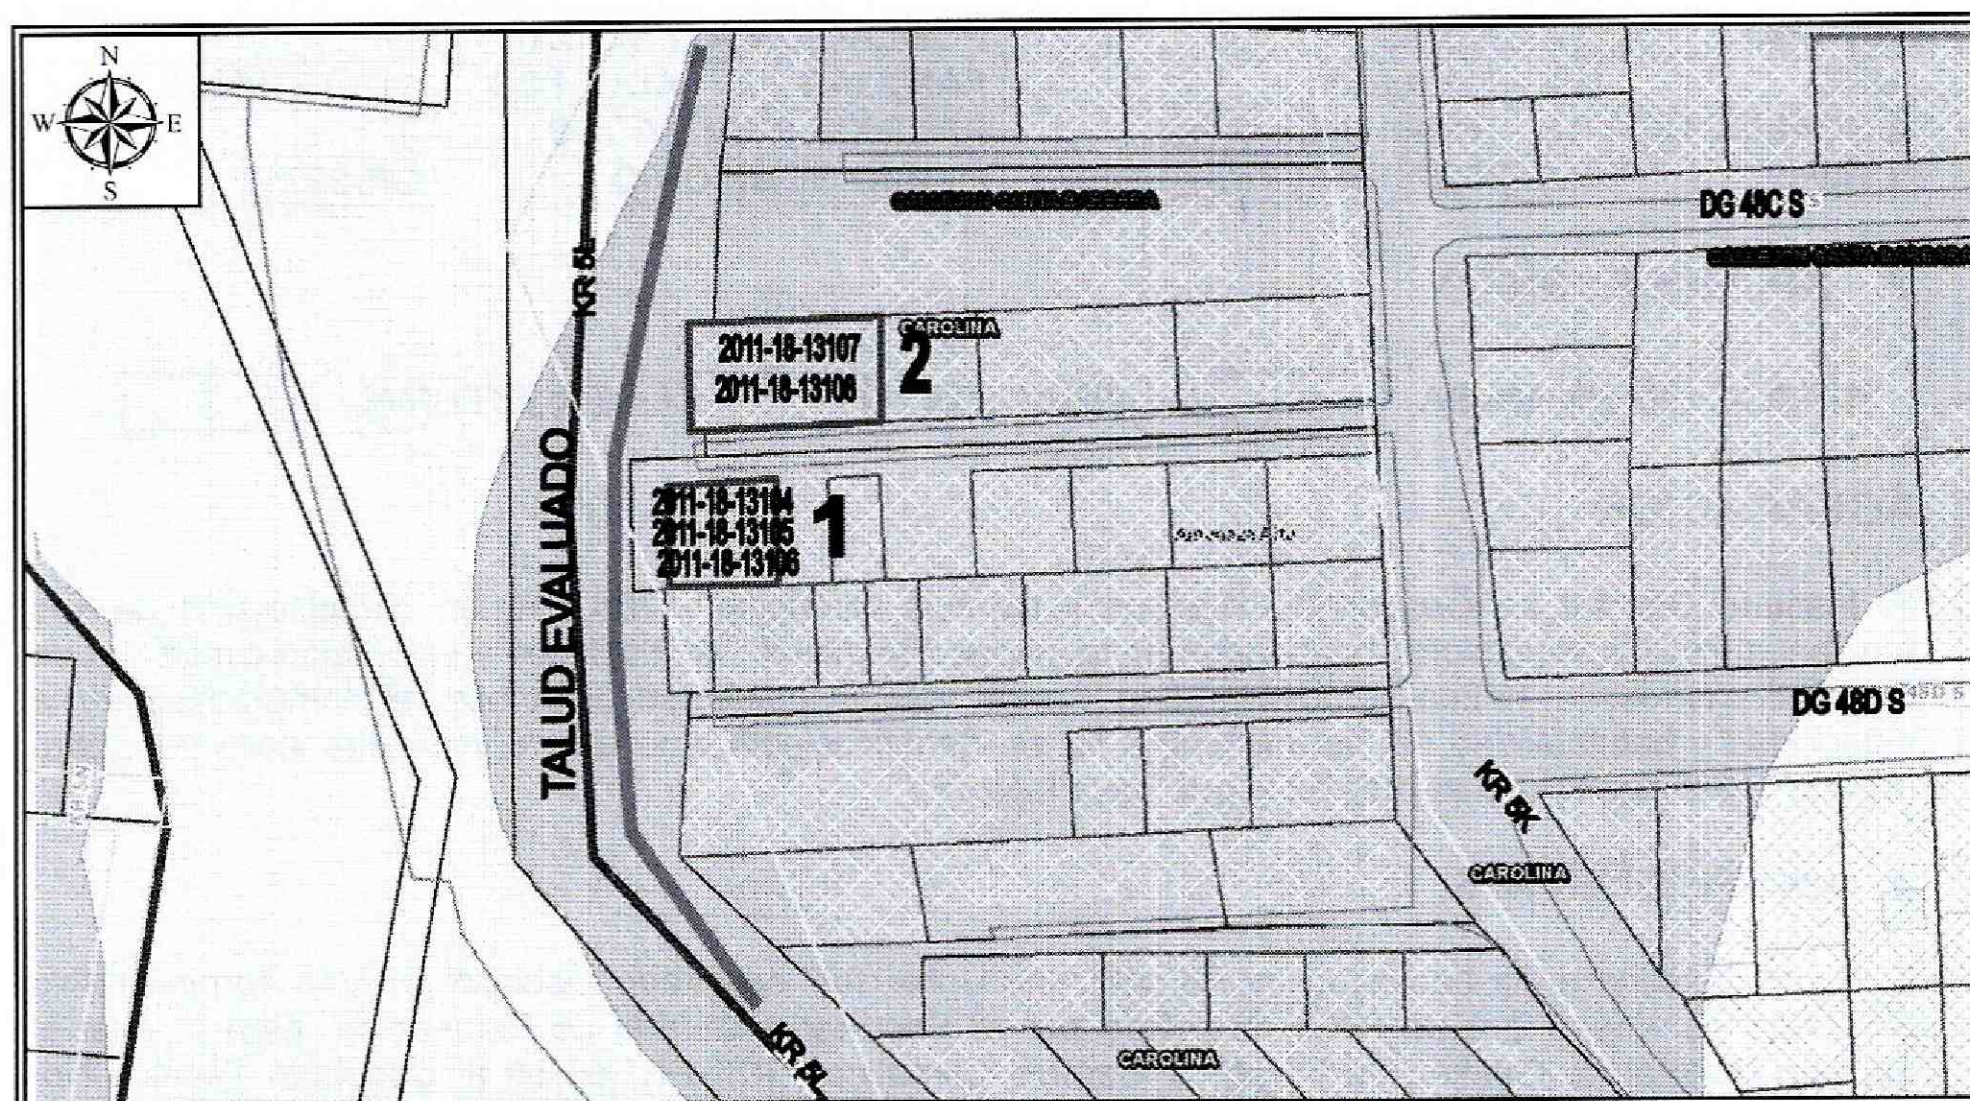 N
W E
S
KR 5L
DG 48C S
CAROLINA
2011-18-13107
2011-18-13108
2
TALUD EVALUADO
2011-18-13104
2011-18-13105
2011-18-13106
1
DG 48D S
KR 5K
CAROLINA
KR 5L
CAROLINA